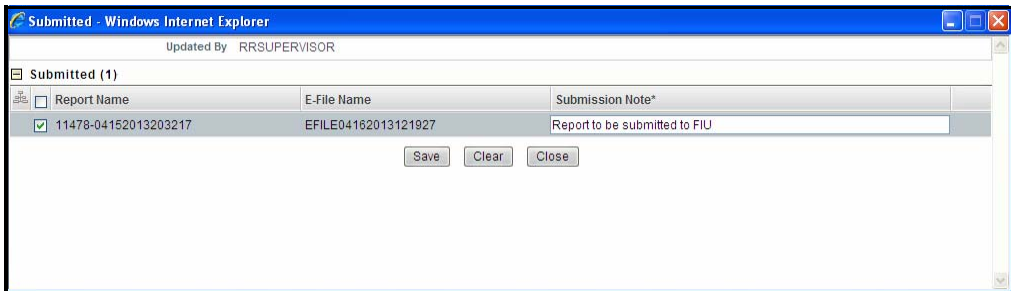 Submitted - Windows Internet Explorer
Updated By RRSUPERVISOR
Submitted (1)
Report Name E-File Name Submission Note*
11478-04152013203217 EFILE04162013121927 Report to be submitted to FIU
Save Clear Close